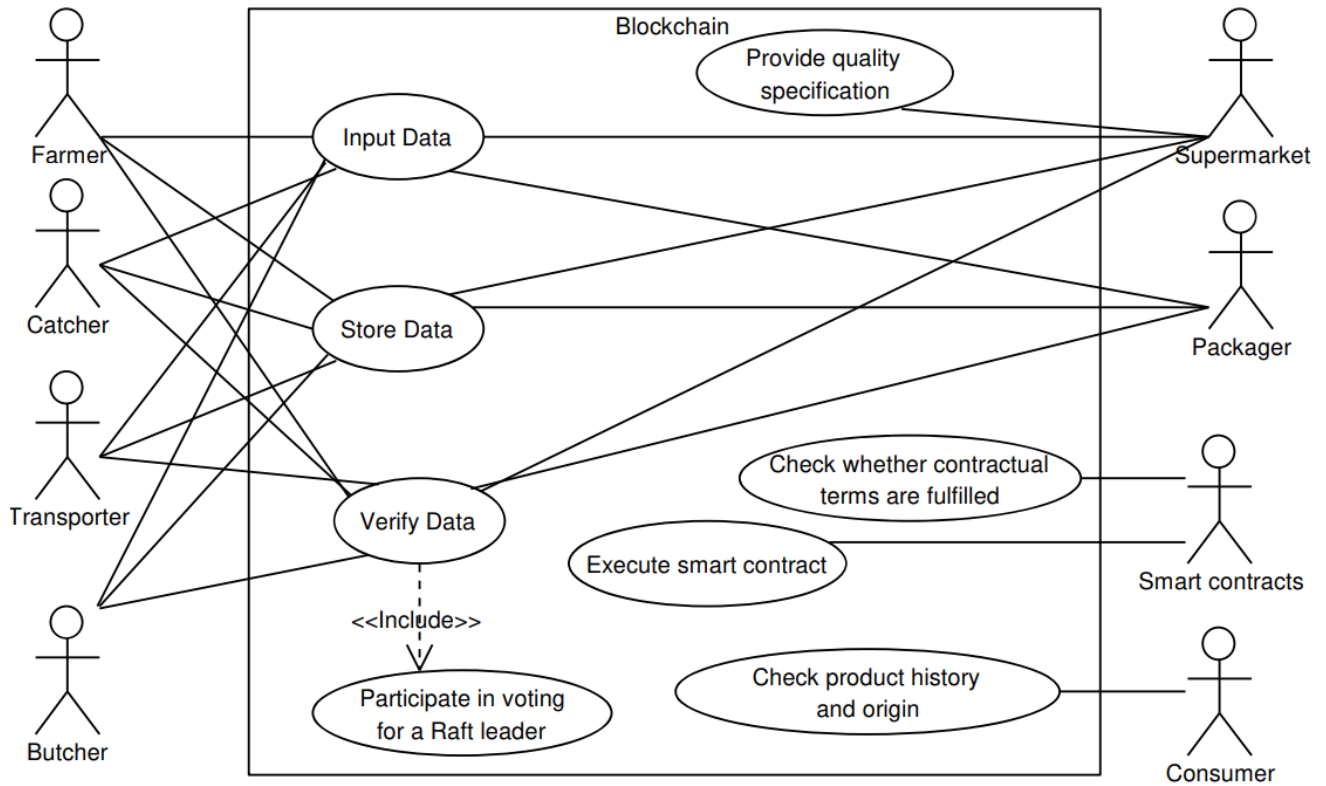 Blockchain
Provide quality
specification
Input Data
Farmer
Supermarket
Catcher
Store Data
Packager
Check whether contractual
terms are fulfilled
Transporter
Verify Data
Execute smart contract
Smart contracts
<<Include>>
Check product history
and origin
Participate in voting
for a Raft leader
Butcher
Consumer